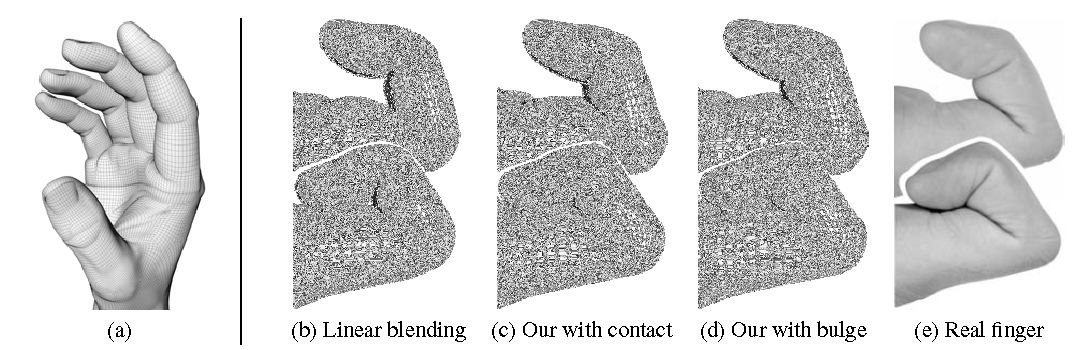 (a)
(b) Linear blending
(c) Our with contact
(d) Our with bulge
(e) Real finger